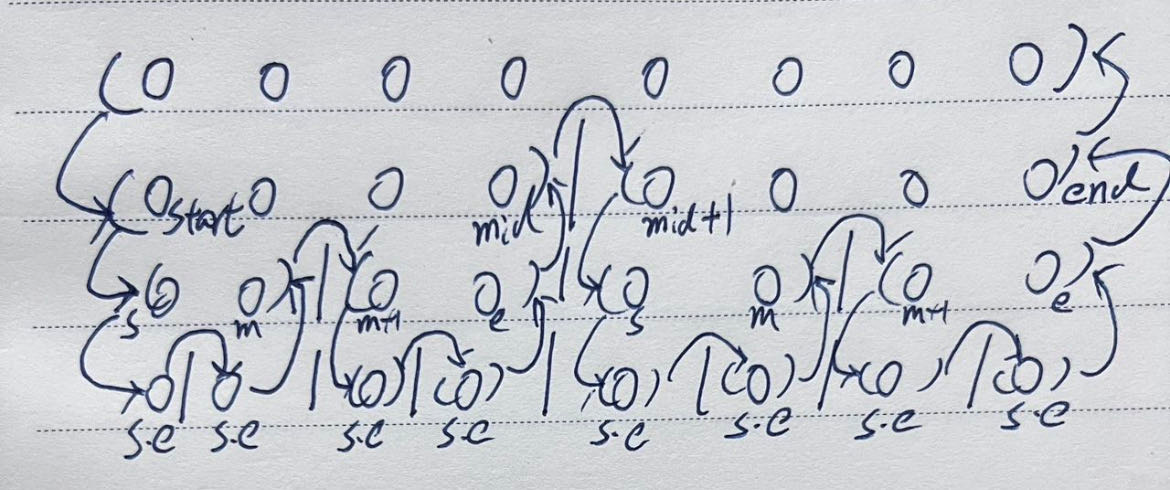 (0 0 0 0 0 0 0 0)
(0 start 0 0 0) mid (0 mid+1 0 0 0) end
(0 s 0) m (0 m+1 0) e (0 s 0) m (0 m+1 0) e
0 0 (0) (0) (0) (0) (0) (0)
s.e s.e s.e s.e s.e s.e s.e s.e